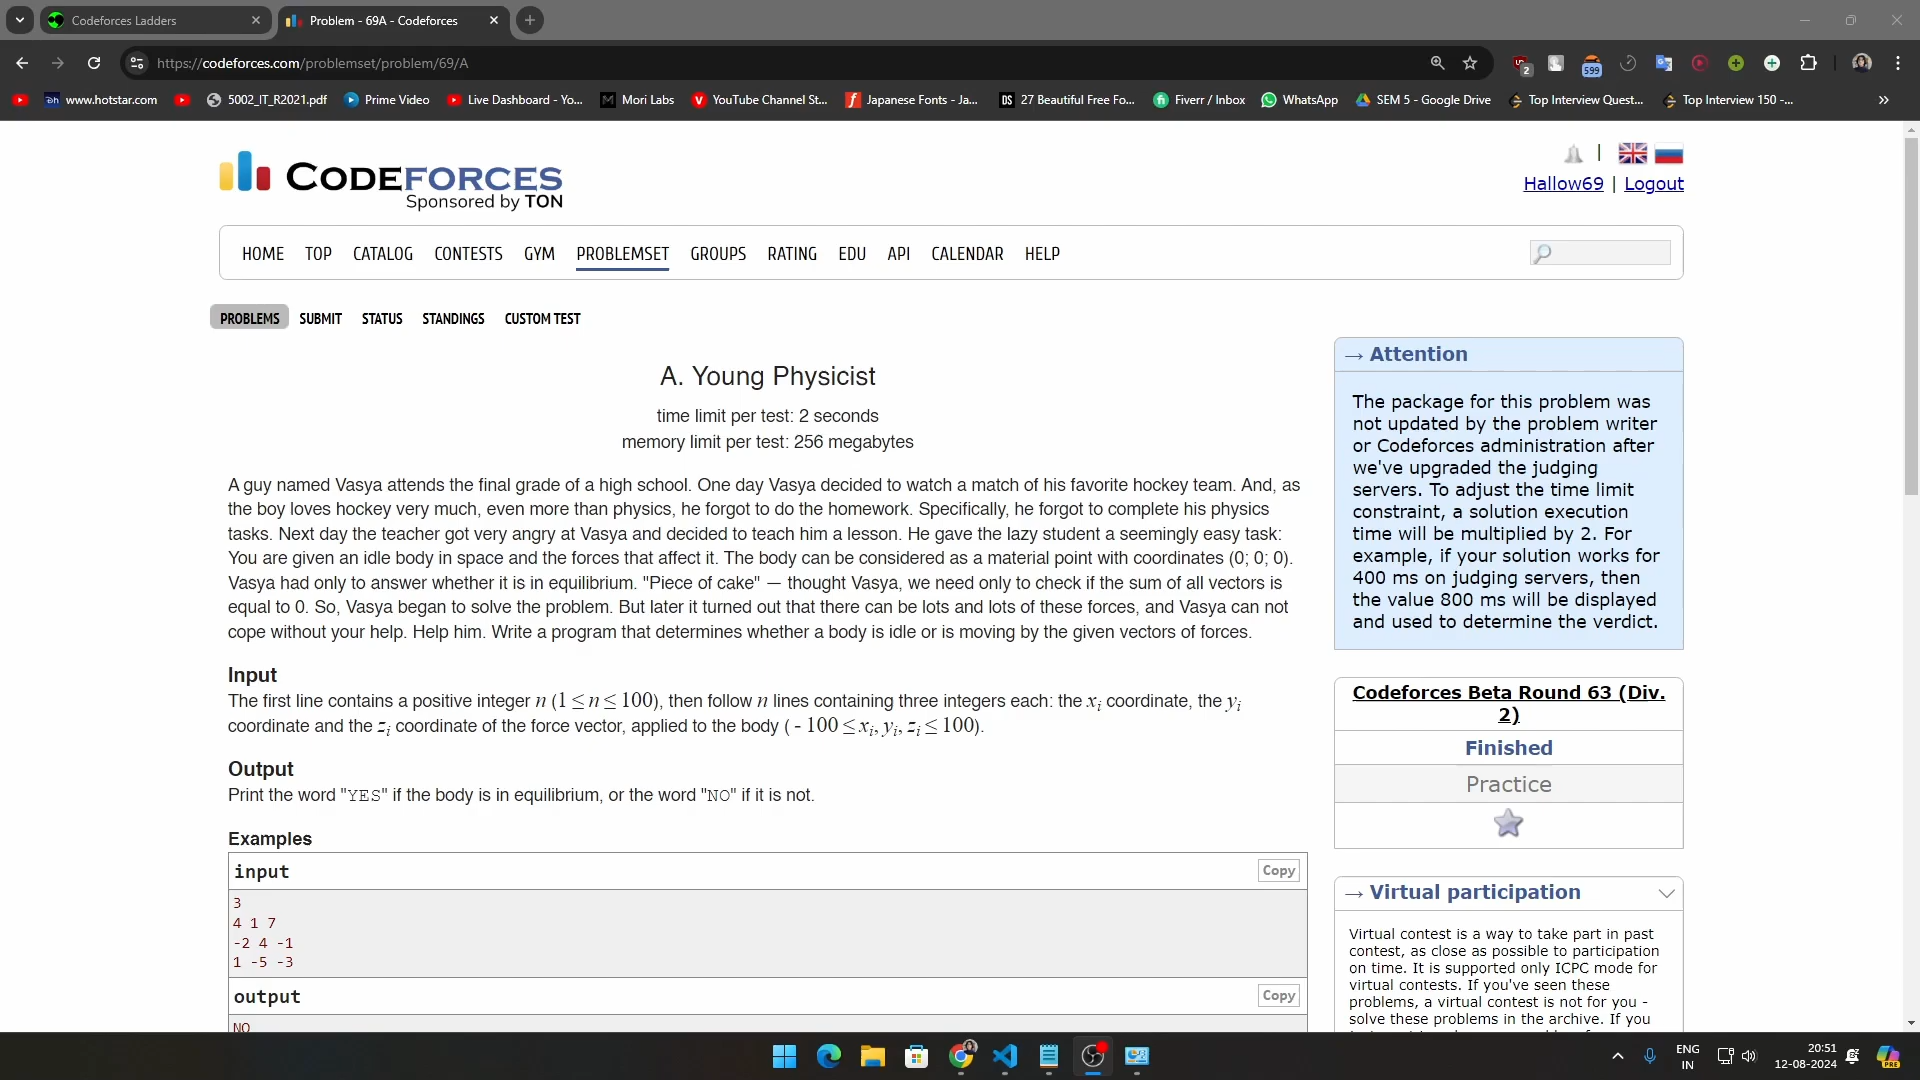 Codeforces Ladders
Problem - 69A - Codeforces
https://codeforces.com/problemset/problem/69/A
2
599
www.hotstar.com
5002_IT_R2021.pdf
Prime Video
Live Dashboard - Yo...
Mori Labs
YouTube Channel St...
Japanese Fonts - Ja...
27 Beautiful Free Fo...
Fiverr / Inbox
WhatsApp
SEM 5 - Google Drive
Top Interview Quest...
Top Interview 150 -...
CODEFORCES
Sponsored by TON
Hallow69 | Logout
HOME TOP CATALOG CONTESTS GYM PROBLEMSET GROUPS RATING EDU API CALENDAR HELP
PROBLEMS SUBMIT STATUS STANDINGS CUSTOM TEST
A. Young Physicist
time limit per test: 2 seconds
memory limit per test: 256 megabytes
A guy named Vasya attends the final grade of a high school. One day Vasya decided to watch a match of his favorite hockey team. And, as
the boy loves hockey very much, even more than physics, he forgot to do the homework. Specifically, he forgot to complete his physics
tasks. Next day the teacher got very angry at Vasya and decided to teach him a lesson. He gave the lazy student a seemingly easy task:
You are given an idle body in space and the forces that affect it. The body can be considered as a material point with coordinates (0; 0; 0).
Vasya had only to answer whether it is in equilibrium. "Piece of cake" — thought Vasya, we need only to check if the sum of all vectors is
equal to 0. So, Vasya began to solve the problem. But later it turned out that there can be lots and lots of these forces, and Vasya can not
cope without your help. Help him. Write a program that determines whether a body is idle or is moving by the given vectors of forces.
Input
The first line contains a positive integer n (1 ≤ n ≤ 100), then follow n lines containing three integers each: the xi coordinate, the yi
coordinate and the zi coordinate of the force vector, applied to the body ( - 100 ≤ xi, yi, zi ≤ 100).
Output
Print the word "YES" if the body is in equilibrium, or the word "NO" if it is not.
Examples
input
Copy
3
4 1 7
-2 4 -1
1 -5 -3
output
Copy
NO
→ Attention
The package for this problem was
not updated by the problem writer
or Codeforces administration after
we've upgraded the judging
servers. To adjust the time limit
constraint, a solution execution
time will be multiplied by 2. For
example, if your solution works for
400 ms on judging servers, then
the value 800 ms will be displayed
and used to determine the verdict.
Codeforces Beta Round 63 (Div.
2)
Finished
Practice
→ Virtual participation
Virtual contest is a way to take part in past
contest, as close as possible to participation
on time. It is supported only ICPC mode for
virtual contests. If you've seen these
problems, a virtual contest is not for you -
solve these problems in the archive. If you
ENG
IN
20:51
12-08-2024
PRE